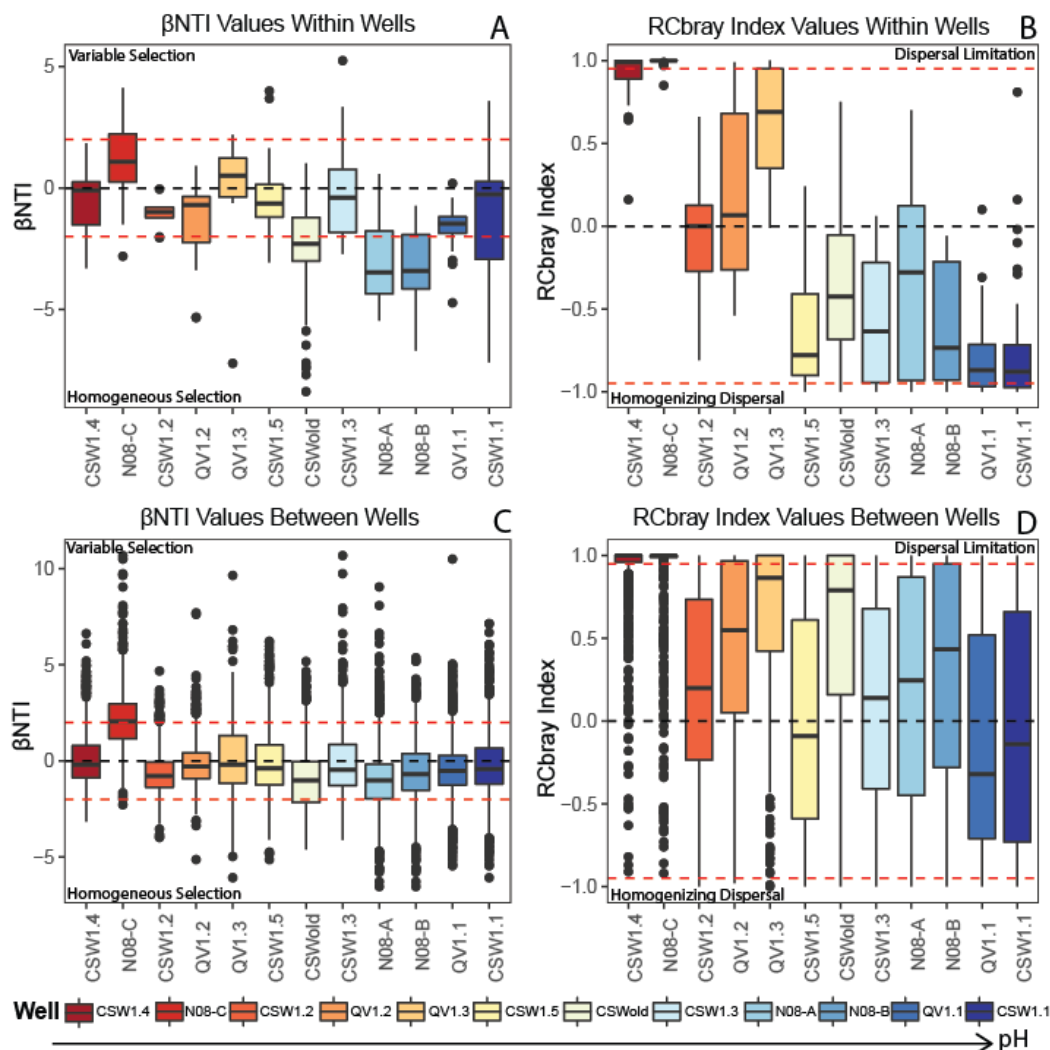 βNTI Values Within Wells
A
Variable Selection
5
0
−5
βNTI
Homogeneous Selection
CSW1.4
N08-C
CSW1.2
QV1.2
QV1.3
CSW1.5
CSWold
CSW1.3
N08-A
N08-B
QV1.1
CSW1.1
RCbray Index Values Within Wells
B
Dispersal Limitation
1.0
0.5
0.0
−0.5
−1.0
RCbray Index
Homogenizing Dispersal
CSW1.4
N08-C
CSW1.2
QV1.2
QV1.3
CSW1.5
CSWold
CSW1.3
N08-A
N08-B
QV1.1
CSW1.1
βNTI Values Between Wells
C
Variable Selection
10
5
0
−5
βNTI
Homogeneous Selection
CSW1.4
N08-C
CSW1.2
QV1.2
QV1.3
CSW1.5
CSWold
CSW1.3
N08-A
N08-B
QV1.1
CSW1.1
RCbray Index Values Between Wells
D
Dispersal Limitation
1.0
0.5
0.0
−0.5
−1.0
RCbray Index
Homogenizing Dispersal
CSW1.4
N08-C
CSW1.2
QV1.2
QV1.3
CSW1.5
CSWold
CSW1.3
N08-A
N08-B
QV1.1
CSW1.1
Well CSW1.4 N08-C CSW1.2 QV1.2 QV1.3 CSW1.5 CSWold CSW1.3 N08-A N08-B QV1.1 CSW1.1
pH